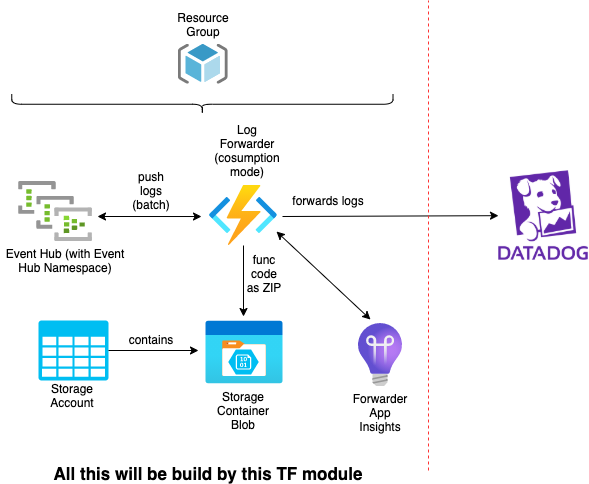 Resource
Group
Log
Forwarder
(cosumption
mode)
push
logs
(batch)
forwards logs
Event Hub (with Event
Hub Namespace)
func
code
as ZIP
DATADOG
contains
10
01
Storage
Account
Storage
Container
Blob
Forwarder
App
Insights
All this will be build by this TF module